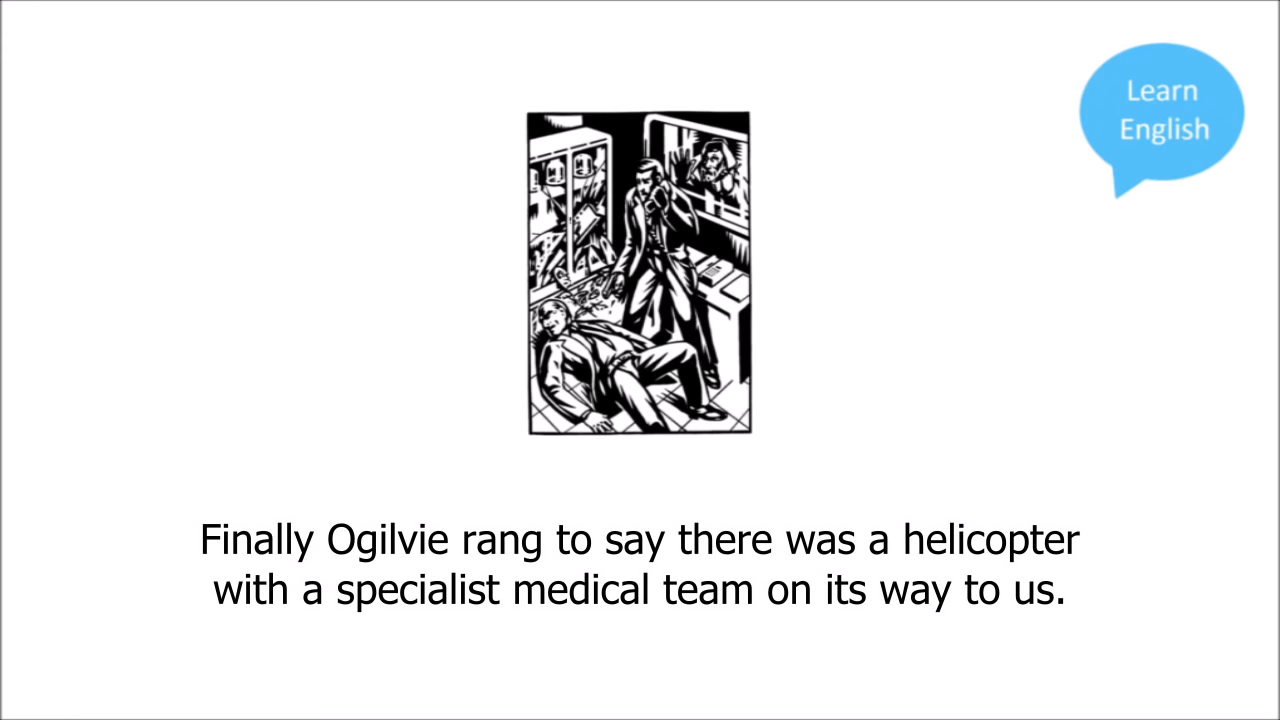 Learn
English
Finally Ogilvie rang to say there was a helicopter
with a specialist medical team on its way to us.